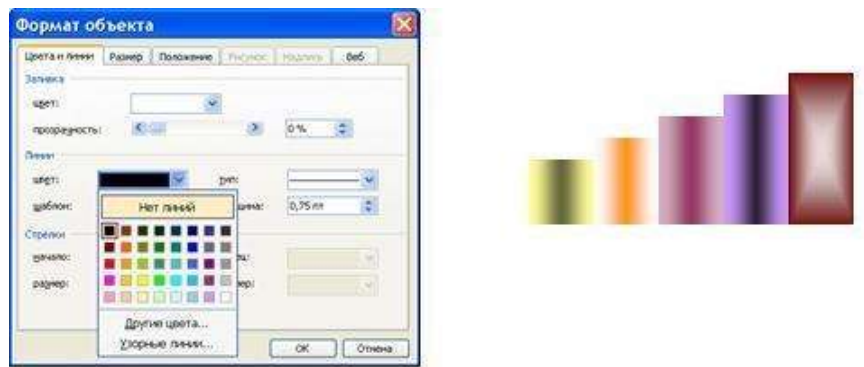 Формат объекта
Цвета и линии Размер Положение Рисунок Надпись Веб
Заливка
цвет:
прозрачность: 0 %
Линии
цвет: тип:
шаблон: 0,75 пт
Нет линий
Стрелки
начало:
размер:
Другие цвета...
Узорные линии...
ОК Отмена